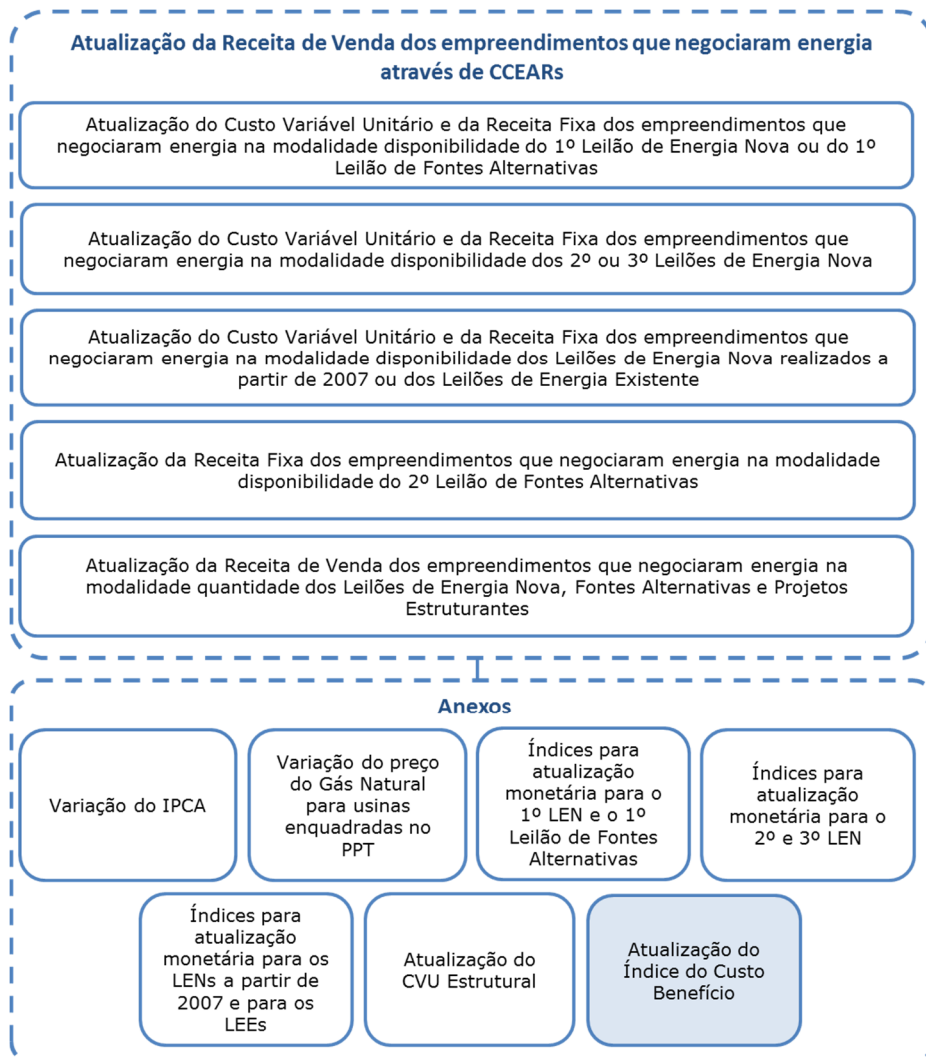 Atualização da Receita de Venda dos empreendimentos que negociaram energia
através de CCEARs
Atualização do Custo Variável Unitário e da Receita Fixa dos empreendimentos que
negociaram energia na modalidade disponibilidade do 1º Leilão de Energia Nova ou do 1º
Leilão de Fontes Alternativas
Atualização do Custo Variável Unitário e da Receita Fixa dos empreendimentos que
negociaram energia na modalidade disponibilidade dos 2º ou 3º Leilões de Energia Nova
Atualização do Custo Variável Unitário e da Receita Fixa dos empreendimentos que
negociaram energia na modalidade disponibilidade dos Leilões de Energia Nova realizados a
partir de 2007 ou dos Leilões de Energia Existente
Atualização da Receita Fixa dos empreendimentos que negociaram energia na modalidade
disponibilidade do 2º Leilão de Fontes Alternativas
Atualização da Receita de Venda dos empreendimentos que negociaram energia na
modalidade quantidade dos Leilões de Energia Nova, Fontes Alternativas e Projetos
Estruturantes
Anexos
Variação do IPCA
Variação do preço
do Gás Natural
para usinas
enquadradas no
PPT
Índices para
atualização
monetária para o
1º LEN e o 1º
Leilão de Fontes
Alternativas
Índices para
atualização
monetária para o
2º e 3º LEN
Índices para
atualização
monetária para os
LENs a partir de
2007 e para os
LEEs
Atualização do
CVU Estrutural
Atualização do
Índice do Custo
Benefício